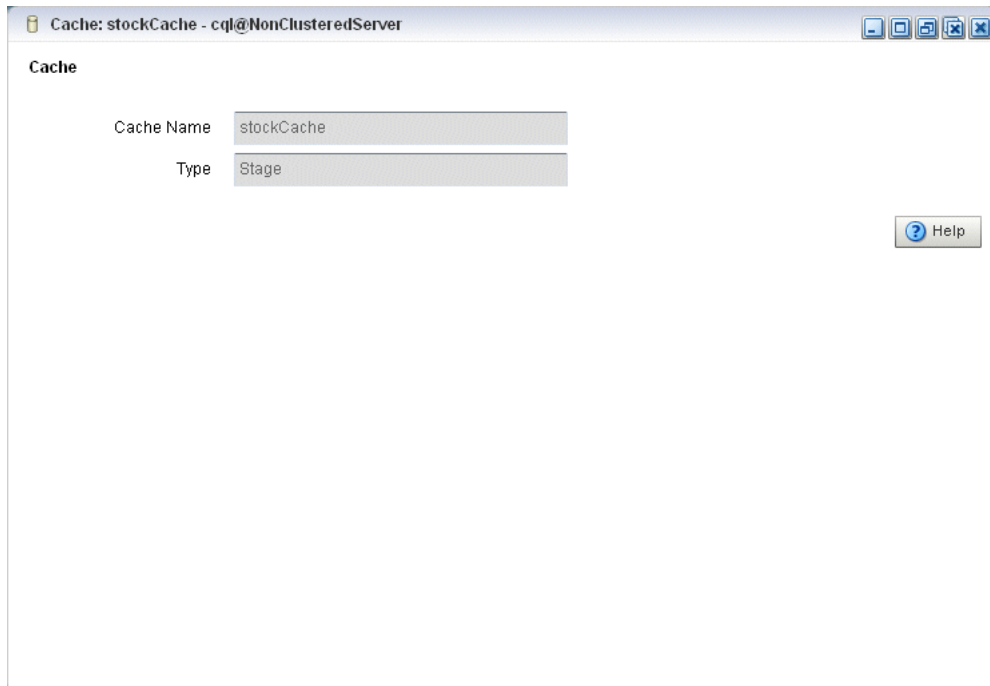 Cache: stockCache - cql@NonClusteredServer
Cache
Cache Name stockCache
Type Stage
Help